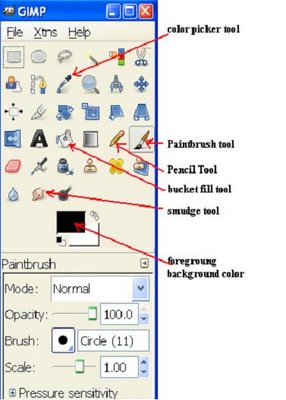 GIMP
File Xtns Help
color picker tool
Paintbrush tool
Pencil Tool
bucket fill tool
smudge tool
foregroung
background color
Paintbrush
Mode: Normal
Opacity: 100.0
Brush: Circle (11)
Scale: 1.00
Pressure sensitivity